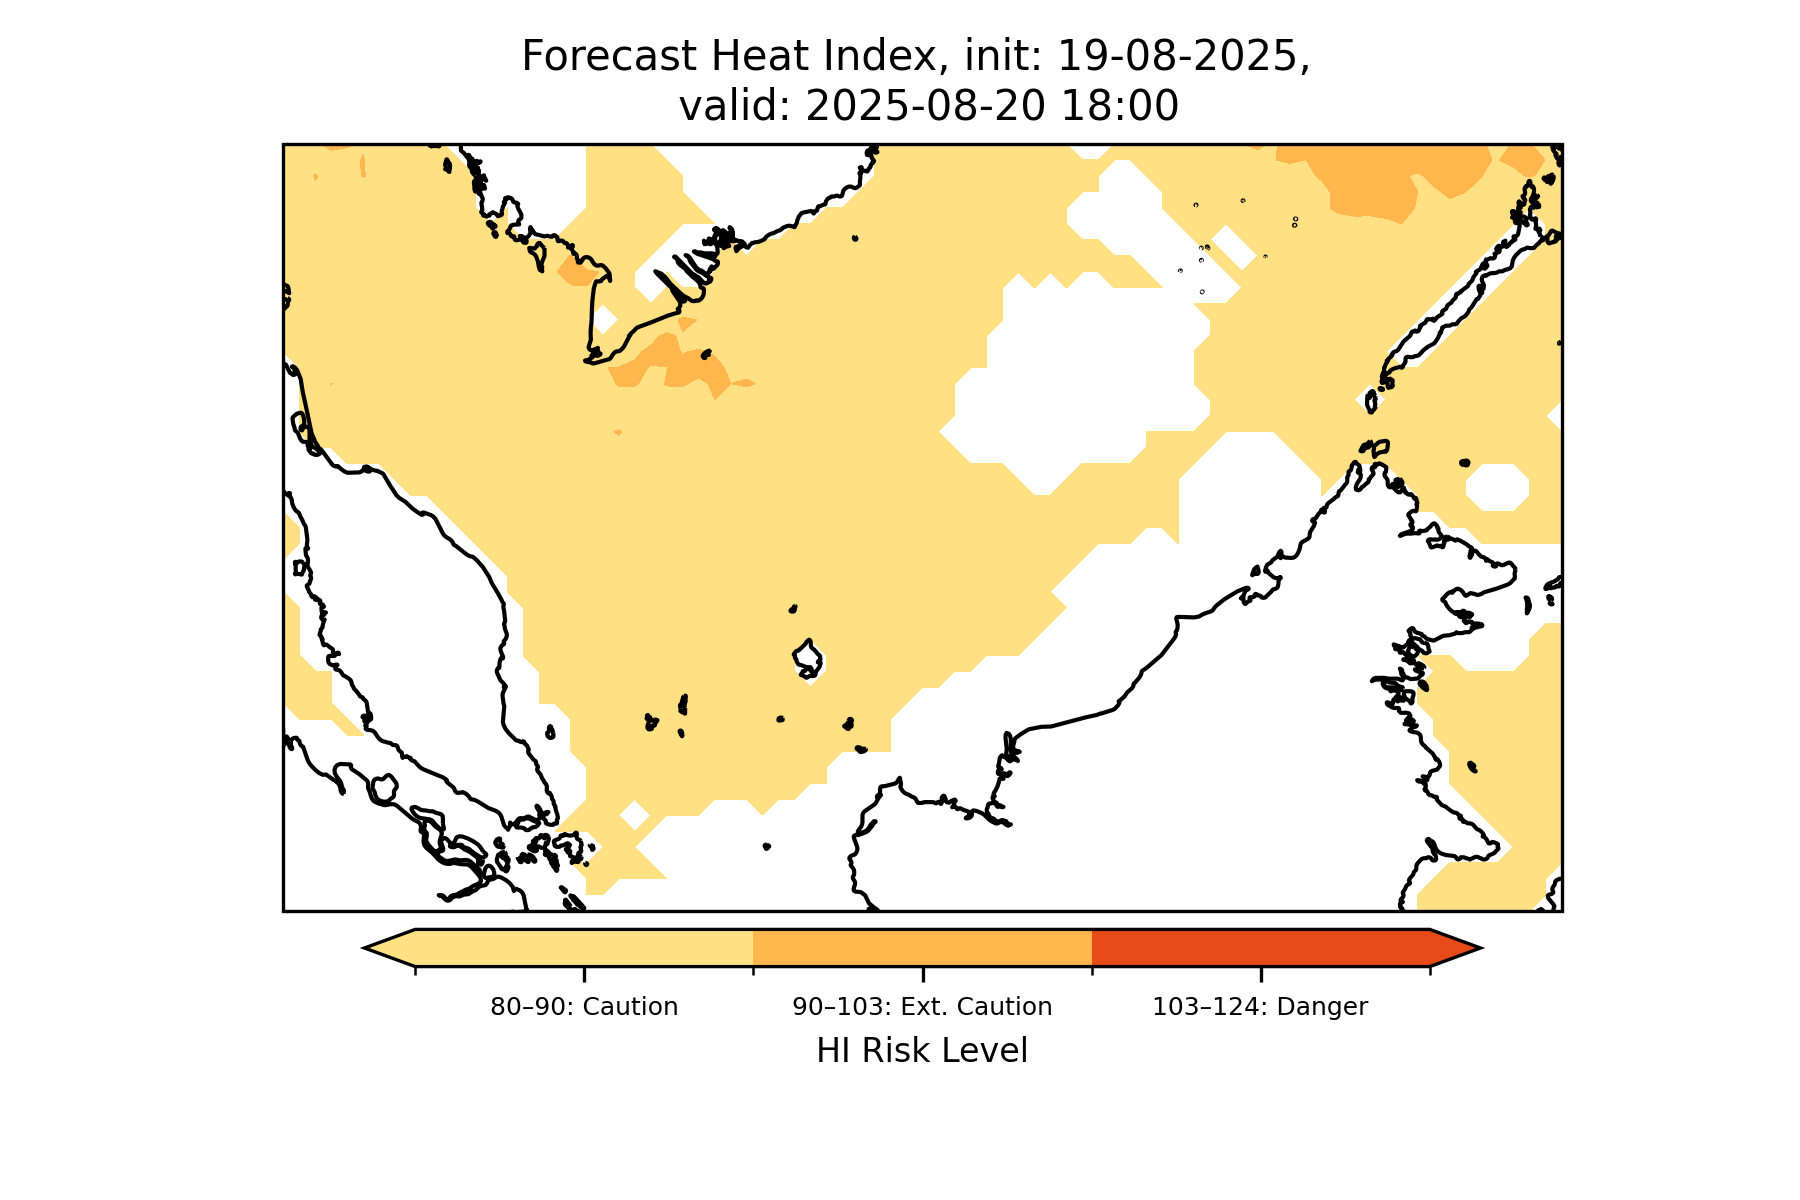 Forecast Heat Index, init: 19-08-2025,
valid: 2025-08-20 18:00
80–90: Caution
90–103: Ext. Caution
103–124: Danger
HI Risk Level